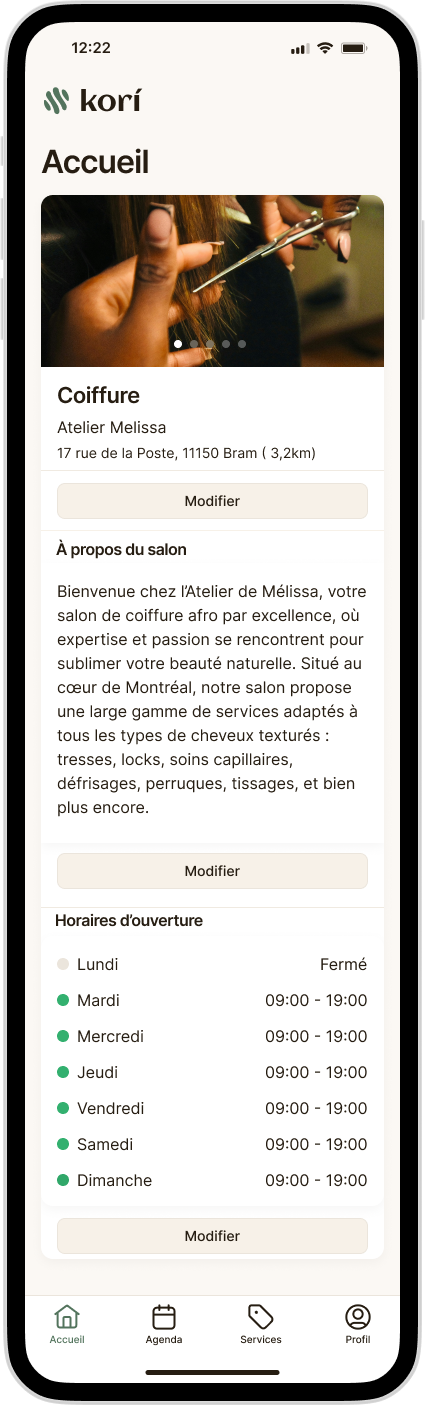 12:22
korí
Accueil
Coiffure
Atelier Melissa
17 rue de la Poste, 11150 Bram ( 3,2km)
Modifier
À propos du salon
Bienvenue chez l’Atelier de Mélissa, votre
salon de coiffure afro par excellence, où
expertise et passion se rencontrent pour
sublimer votre beauté naturelle. Situé au
cœur de Montréal, notre salon propose
une large gamme de services adaptés à
tous les types de cheveux texturés :
tresses, locks, soins capillaires,
défrisages, perruques, tissages, et bien
plus encore.
Modifier
Horaires d’ouverture
Lundi Fermé
Mardi 09:00 - 19:00
Mercredi 09:00 - 19:00
Jeudi 09:00 - 19:00
Vendredi 09:00 - 19:00
Samedi 09:00 - 19:00
Dimanche 09:00 - 19:00
Modifier
Accueil Agenda Services Profil